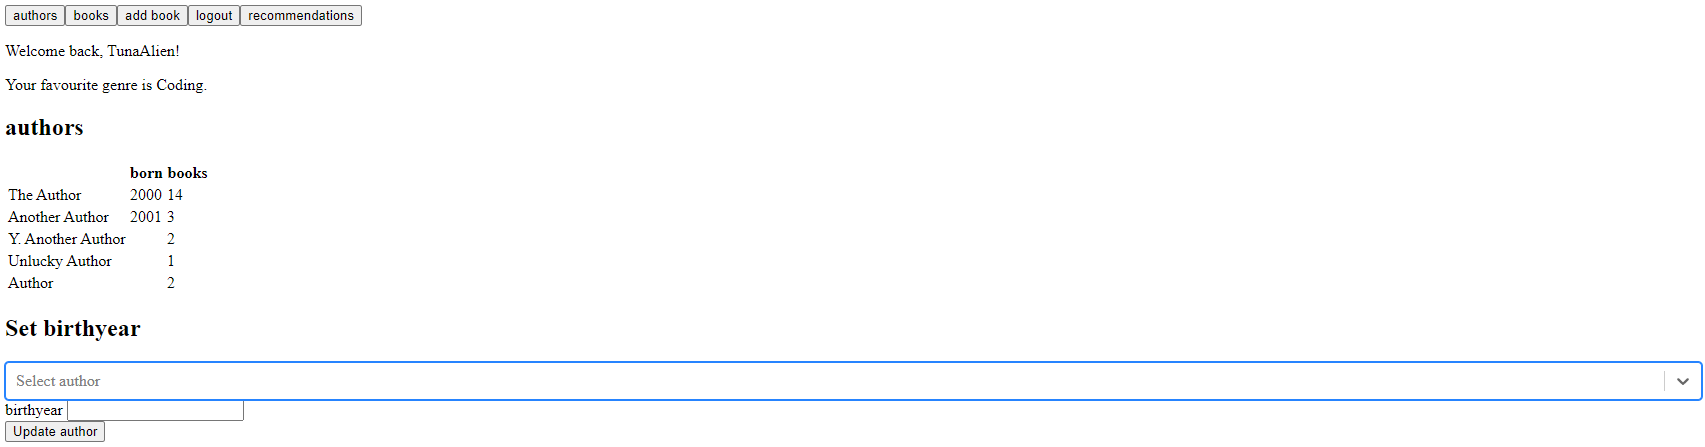 authors books add book logout recommendations
Welcome back, TunaAlien!
Your favourite genre is Coding.
authors
born books
The Author 2000 14
Another Author 2001 3
Y. Another Author 2
Unlucky Author 1
Author 2
Set birthyear
Select author
birthyear
Update author